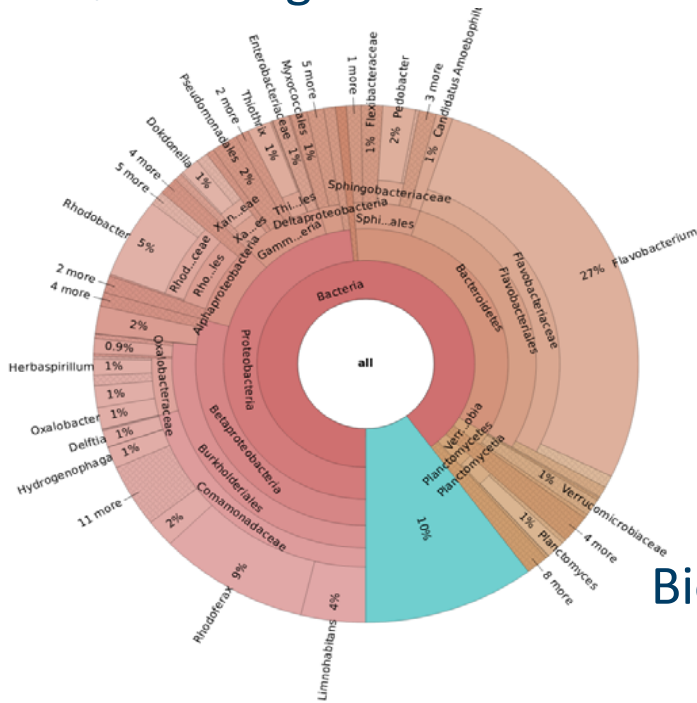 Candidatus Amoebophil
3 more
Pedobacter
Flexibacteraceae
1 more
5 more
Myxococcales
Enterobacteriaceae
Thiothrix
2 more
Pseudomonadales
Dokdonella
4 more
5 more
Rhodobacter
2 more
4 more
Herbaspirillum
Oxalobacter
Delftia
Hydrogenophaga
11 more
Rhodoferax
Limnohabitans
8 more
Planctomyces
4 more
Verrucomicrobiaceae
Flavobacterium
1%
2%
1%
1%
1%
1%
2%
1%
5%
2%
0.9%
1%
1%
1%
1%
1%
2%
9%
4%
10%
1%
1%
27%
Sphingobacteriaceae
Sphi...ales
Deltaproteobacteria
Thi...les
Gamm...eria
Xan...eae
Xa...es
Alphaproteobacteria
Rhod...ceae
Rho...les
Bacteria
Proteobacteria
Bacteroidetes
Flavobacteriales
Flavobacteriaceae
all
Oxalobacteraceae
Betaproteobacteria
Burkholderiales
Comamonadaceae
Verr...obia
Planctomycetes
Planctomycetia
Bi